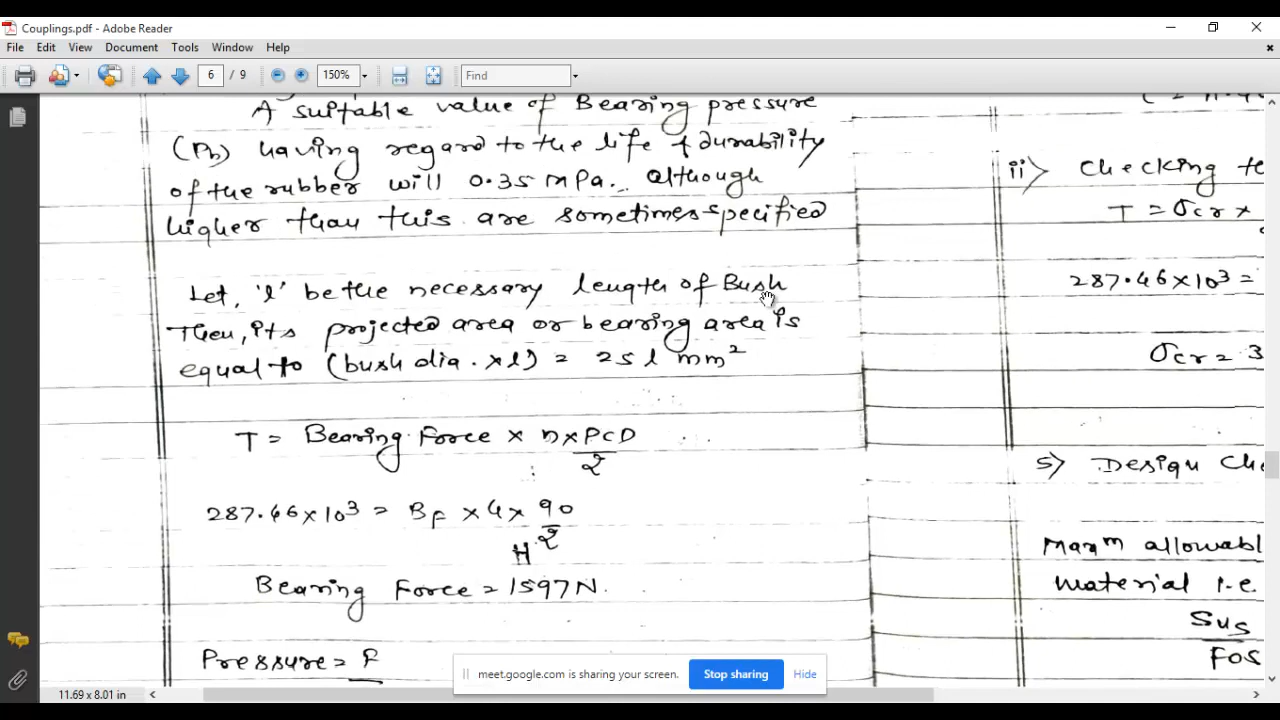 Couplings.pdf - Adobe Reader
File Edit View Document Tools Window Help
6 / 9 150% Find
A suitable value of Bearing pressure
(Pb) having regard to the life & durability
of the rubber will 0.35 MPa. although
higher than this are sometimes specified
Let, 'l' be the necessary length of Bush
Then, its projected area or bearing area is
equal to (bush dia. × l) = 25 l mm²
T = Bearing Force × n × PCD
2
287.46 × 10³ = BF × 4 × 90
2
Bearing Force = 1597 N.
Pressure = F
ii) Checking
T = σcr ×
287.46 × 10³ =
σcr = 3
5) Design
Maxm
material i.e.
Sus
FOS
meet.google.com is sharing your screen. Stop sharing Hide
11.69 x 8.01 in